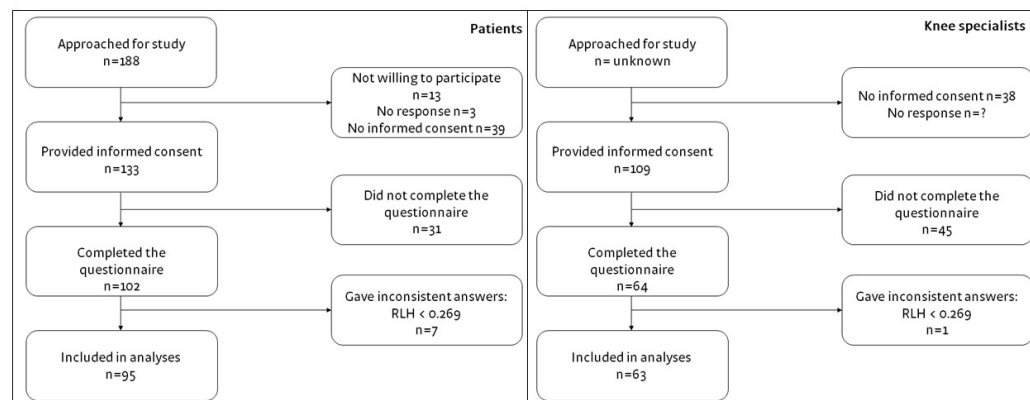 Patients
Approached for study
n=188
Not willing to participate
n=13
No response n=3
No informed consent n=39
Provided informed consent
n=133
Did not complete the
questionnaire
n=31
Completed the
questionnaire
n=102
Gave inconsistent answers:
RLH < 0.269
n=7
Included in analyses
n=95
Knee specialists
Approached for study
n= unknown
No informed consent n=38
No response n=?
Provided informed consent
n=109
Did not complete the
questionnaire
n=45
Completed the
questionnaire
n=64
Gave inconsistent answers:
RLH < 0.269
n=1
Included in analyses
n=63